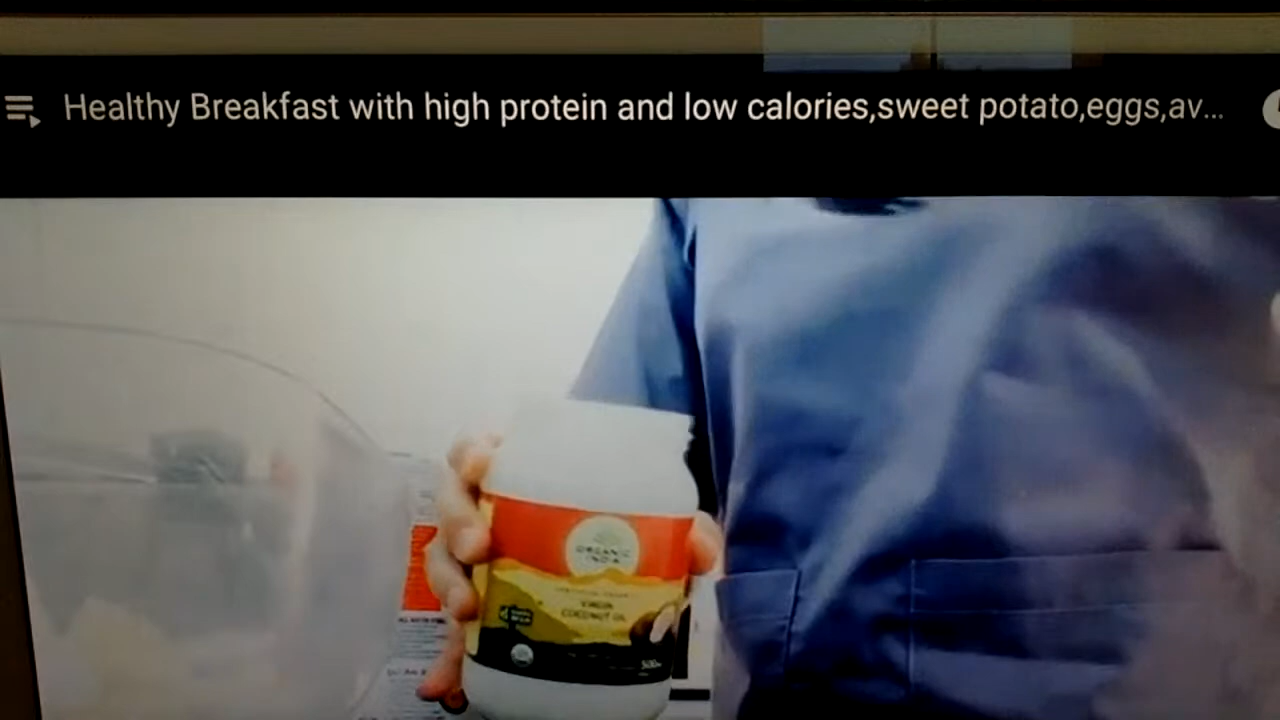 Healthy Breakfast with high protein and low calories,sweet potato,eggs,av...
ORGANIC
INDIA
VIRGIN
COCONUT OIL